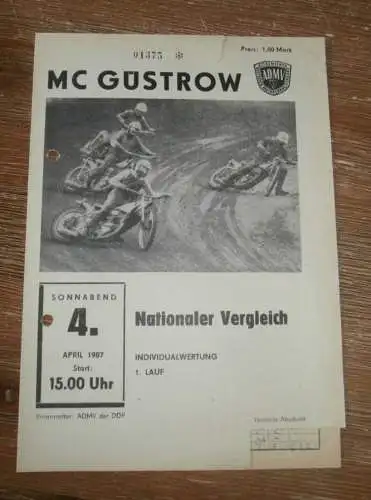 01375 *
Preis: 1,00 Mark
MC GÜSTROW
ADMV
SONNABEND
4.
APRIL 1987
Start:
15.00 Uhr
Nationaler Vergleich
INDIVIDUALWERTUNG
1. LAUF
Veranstalter: ADMV der DDR